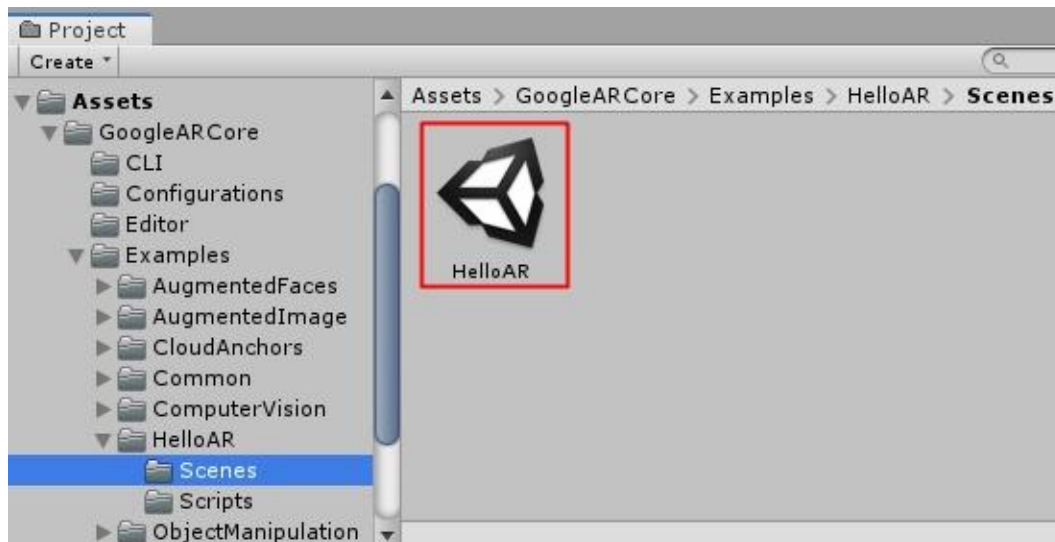 Project
Create
Assets
Assets > GoogleARCore > Examples > HelloAR > Scenes
GoogleARCore
CLI
Configurations
Editor
Examples
AugmentedFaces
AugmentedImage
CloudAnchors
Common
ComputerVision
HelloAR
Scenes
Scripts
ObjectManipulation
HelloAR